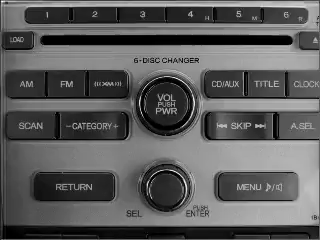 1 2 3 4 H 5 M 6 R
LOAD
6-DISC CHANGER
AM FM XM CD/AUX TITLE CLOCK
VOL
PUSH
PWR
SCAN − CATEGORY + SKIP A.SEL
RETURN MENU
SEL PUSH ENTER